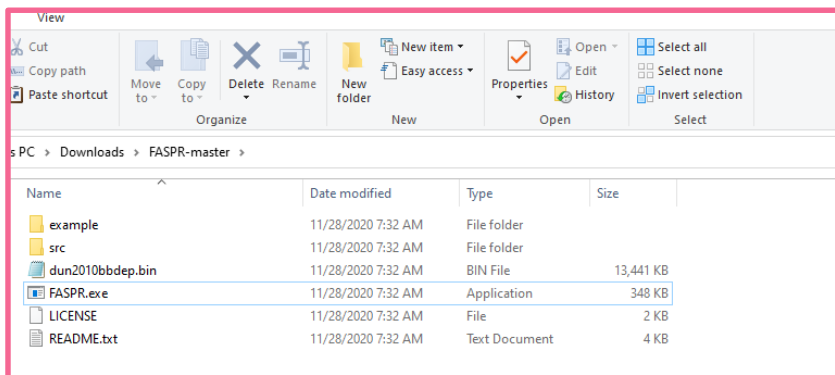 View
Cut
Copy path
Paste shortcut
Move to
Copy to
Delete
Rename
Organize
New folder
New item
Easy access
New
Properties
Open
Edit
History
Open
Select all
Select none
Invert selection
Select
s PC > Downloads > FASPR-master >
Name Date modified Type Size
example 11/28/2020 7:32 AM File folder
src 11/28/2020 7:32 AM File folder
dun2010bbdep.bin 11/28/2020 7:32 AM BIN File 13,441 KB
FASPR.exe 11/28/2020 7:32 AM Application 348 KB
LICENSE 11/28/2020 7:32 AM File 2 KB
README.txt 11/28/2020 7:32 AM Text Document 4 KB